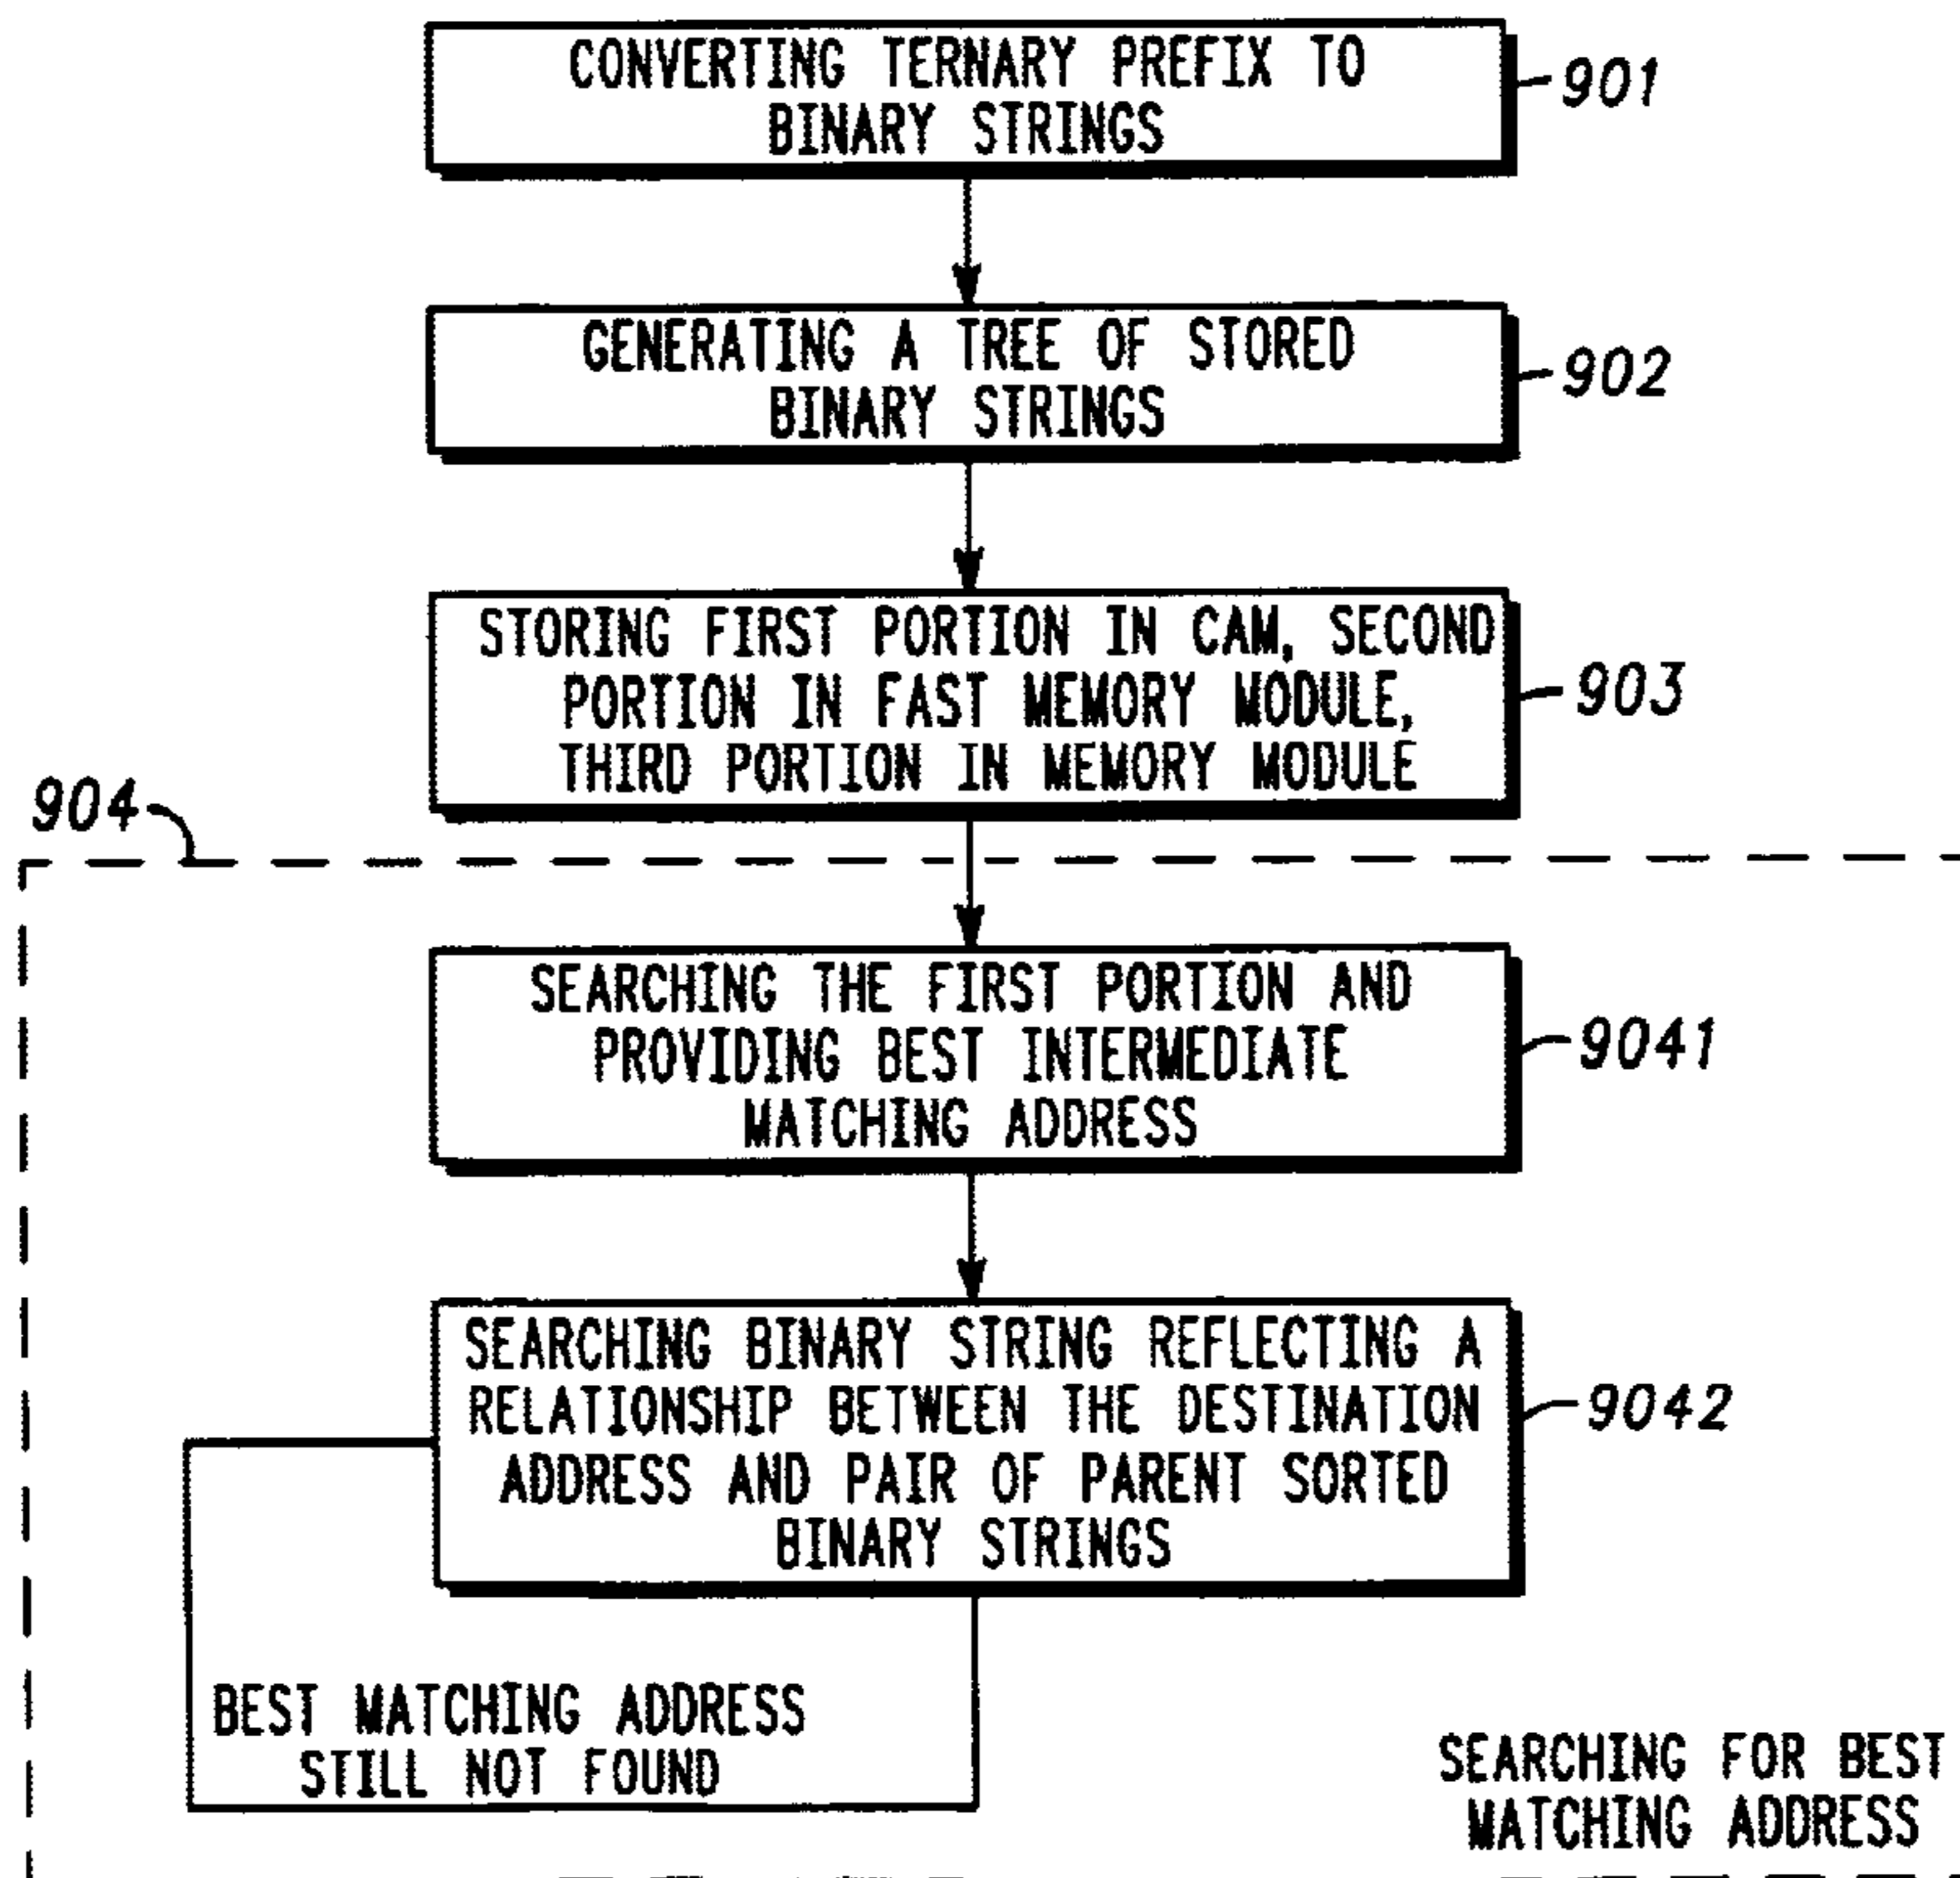 CONVERTING TERNARY PREFIX TO
BINARY STRINGS
901
GENERATING A TREE OF STORED
BINARY STRINGS
902
STORING FIRST PORTION IN CAM, SECOND
PORTION IN FAST MEMORY MODULE,
THIRD PORTION IN MEMORY MODULE
903
904
SEARCHING THE FIRST PORTION AND
PROVIDING BEST INTERMEDIATE
MATCHING ADDRESS
9041
SEARCHING BINARY STRING REFLECTING A
RELATIONSHIP BETWEEN THE DESTINATION
ADDRESS AND PAIR OF PARENT SORTED
BINARY STRINGS
9042
BEST MATCHING ADDRESS
STILL NOT FOUND
SEARCHING FOR BEST
MATCHING ADDRESS